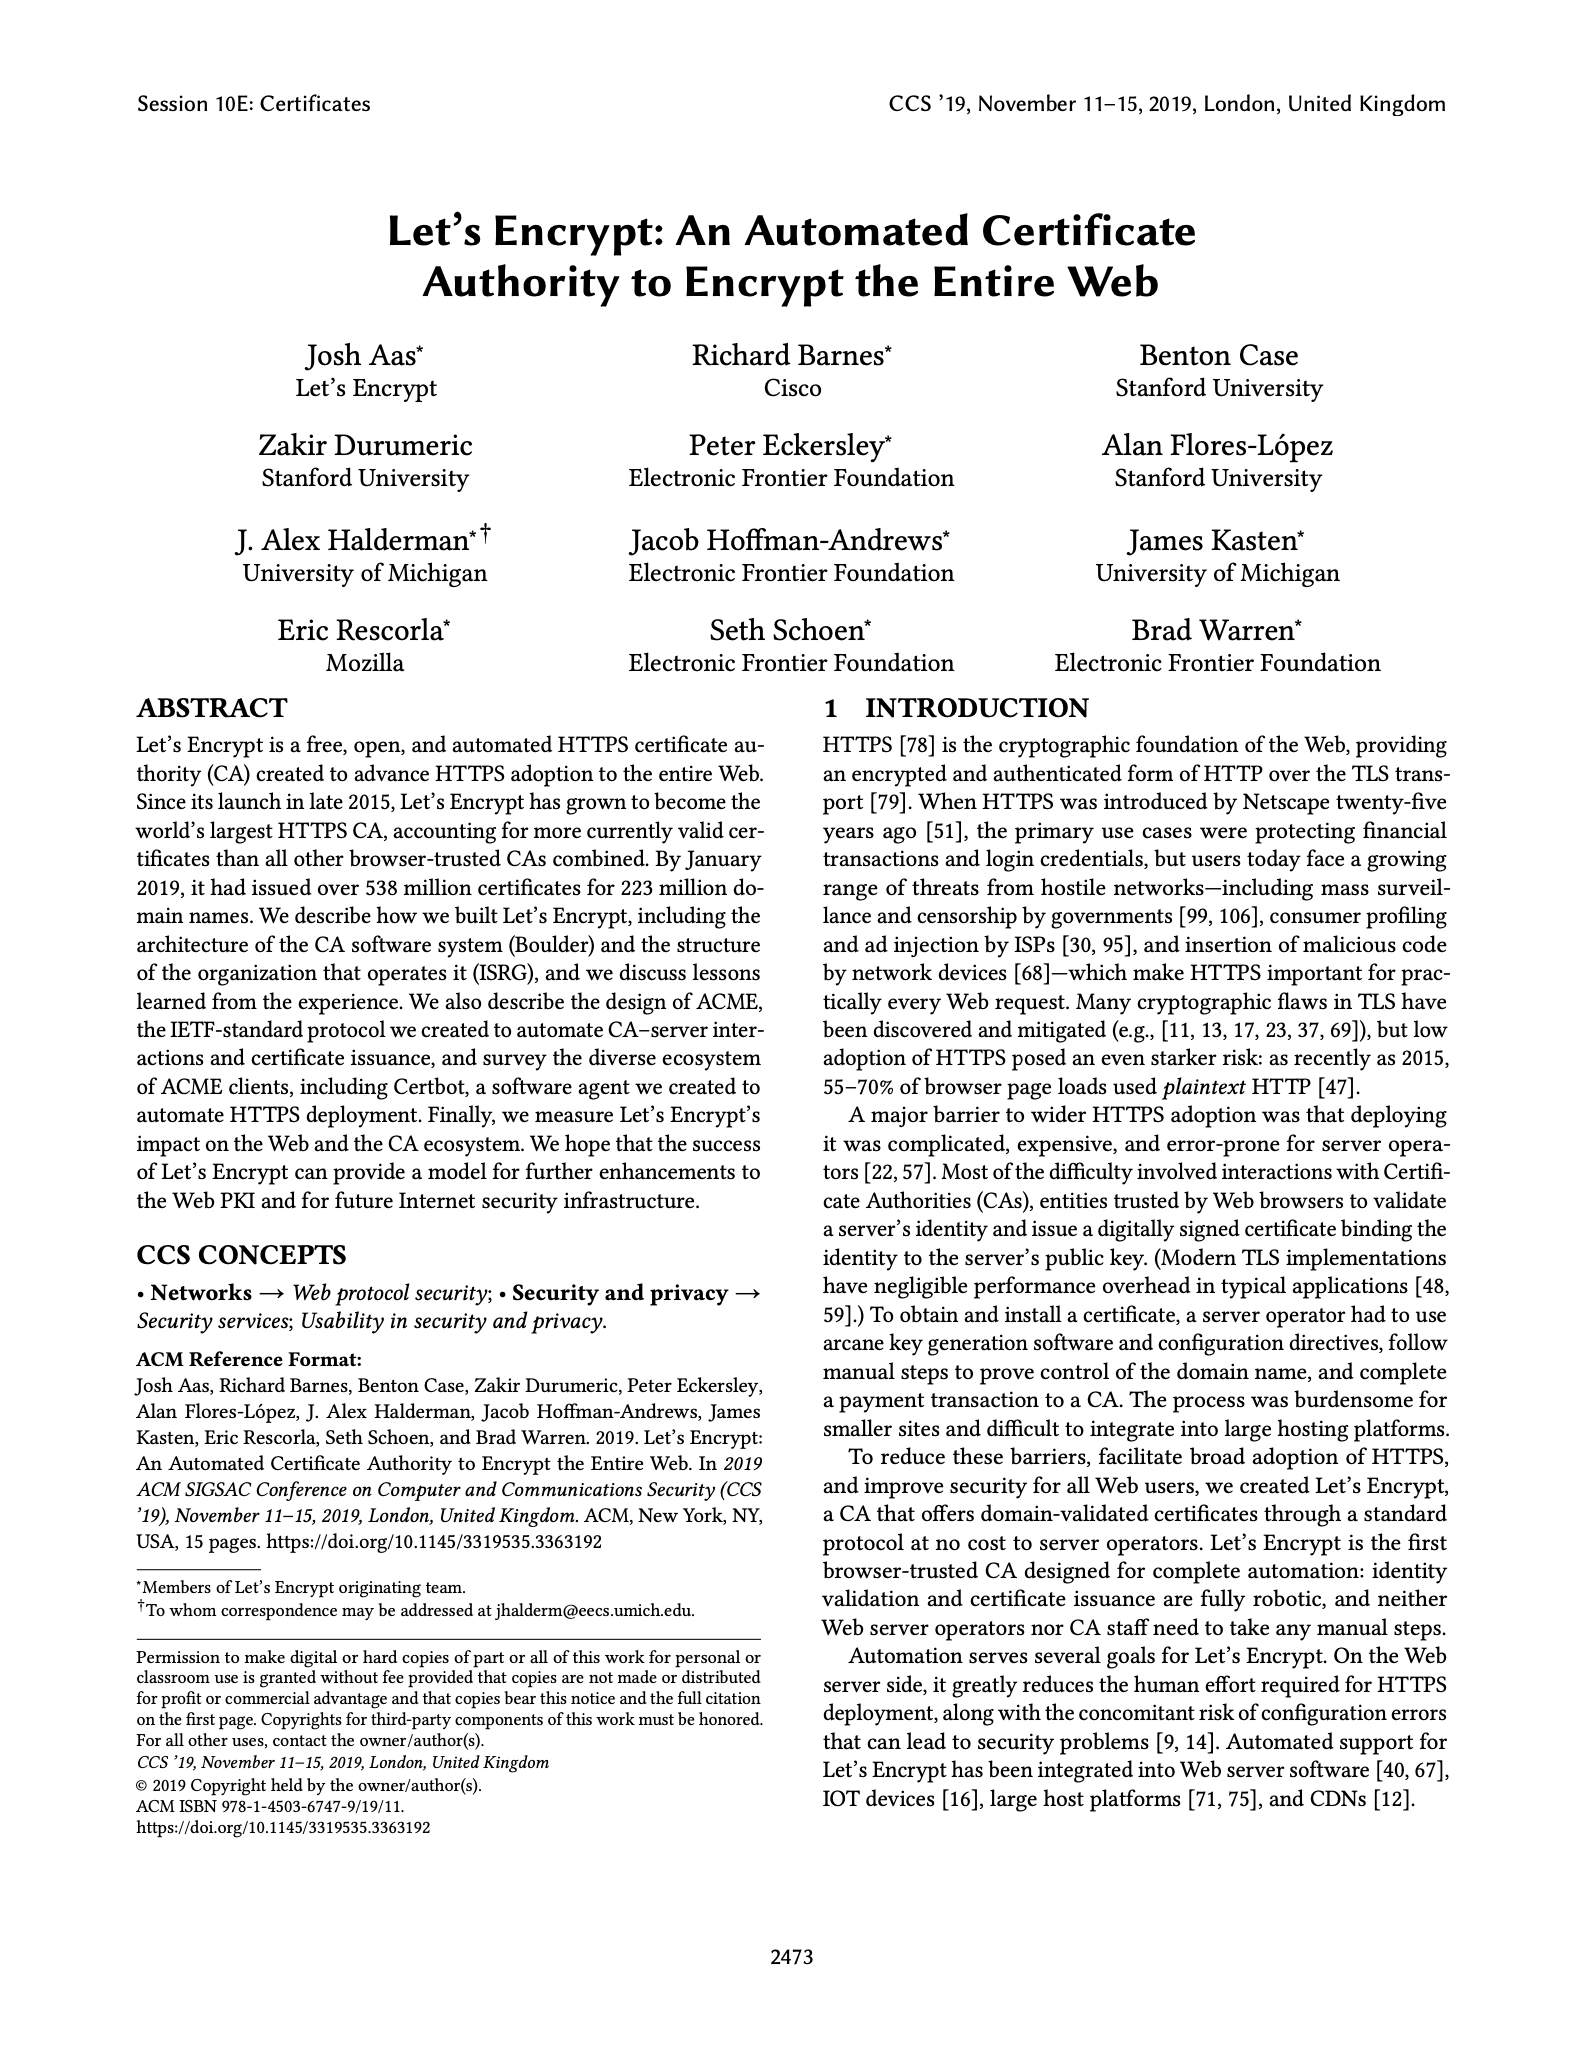 Session 10E: Certificates
CCS ’19, November 11–15, 2019, London, United Kingdom
Let’s Encrypt: An Automated Certificate
Authority to Encrypt the Entire Web
Josh Aas*
Let’s Encrypt
Richard Barnes*
Cisco
Benton Case
Stanford University
Zakir Durumeric
Stanford University
Peter Eckersley*
Electronic Frontier Foundation
Alan Flores-López
Stanford University
J. Alex Halderman*†
University of Michigan
Jacob Hoffman-Andrews*
Electronic Frontier Foundation
James Kasten*
University of Michigan
Eric Rescorla*
Mozilla
Seth Schoen*
Electronic Frontier Foundation
Brad Warren*
Electronic Frontier Foundation
ABSTRACT
Let’s Encrypt is a free, open, and automated HTTPS certificate au-
thority (CA) created to advance HTTPS adoption to the entire Web.
Since its launch in late 2015, Let’s Encrypt has grown to become the
world’s largest HTTPS CA, accounting for more currently valid cer-
tificates than all other browser-trusted CAs combined. By January
2019, it had issued over 538 million certificates for 223 million do-
main names. We describe how we built Let’s Encrypt, including the
architecture of the CA software system (Boulder) and the structure
of the organization that operates it (ISRG), and we discuss lessons
learned from the experience. We also describe the design of ACME,
the IETF-standard protocol we created to automate CA–server inter-
actions and certificate issuance, and survey the diverse ecosystem
of ACME clients, including Certbot, a software agent we created to
automate HTTPS deployment. Finally, we measure Let’s Encrypt’s
impact on the Web and the CA ecosystem. We hope that the success
of Let’s Encrypt can provide a model for further enhancements to
the Web PKI and for future Internet security infrastructure.
CCS CONCEPTS
• Networks → Web protocol security; • Security and privacy →
Security services; Usability in security and privacy.
ACM Reference Format:
Josh Aas, Richard Barnes, Benton Case, Zakir Durumeric, Peter Eckersley,
Alan Flores-López, J. Alex Halderman, Jacob Hoffman-Andrews, James
Kasten, Eric Rescorla, Seth Schoen, and Brad Warren. 2019. Let’s Encrypt:
An Automated Certificate Authority to Encrypt the Entire Web. In 2019
ACM SIGSAC Conference on Computer and Communications Security (CCS
’19), November 11–15, 2019, London, United Kingdom. ACM, New York, NY,
USA, 15 pages. https://doi.org/10.1145/3319535.3363192
*Members of Let’s Encrypt originating team.
†To whom correspondence may be addressed at jhalderm@eecs.umich.edu.
Permission to make digital or hard copies of part or all of this work for personal or
classroom use is granted without fee provided that copies are not made or distributed
for profit or commercial advantage and that copies bear this notice and the full citation
on the first page. Copyrights for third-party components of this work must be honored.
For all other uses, contact the owner/author(s).
CCS ’19, November 11–15, 2019, London, United Kingdom
© 2019 Copyright held by the owner/author(s).
ACM ISBN 978-1-4503-6747-9/19/11.
https://doi.org/10.1145/3319535.3363192
1 INTRODUCTION
HTTPS [78] is the cryptographic foundation of the Web, providing
an encrypted and authenticated form of HTTP over the TLS trans-
port [79]. When HTTPS was introduced by Netscape twenty-five
years ago [51], the primary use cases were protecting financial
transactions and login credentials, but users today face a growing
range of threats from hostile networks—including mass surveil-
lance and censorship by governments [99, 106], consumer profiling
and ad injection by ISPs [30, 95], and insertion of malicious code
by network devices [68]—which make HTTPS important for prac-
tically every Web request. Many cryptographic flaws in TLS have
been discovered and mitigated (e.g., [11, 13, 17, 23, 37, 69]), but low
adoption of HTTPS posed an even starker risk: as recently as 2015,
55–70% of browser page loads used plaintext HTTP [47].
A major barrier to wider HTTPS adoption was that deploying
it was complicated, expensive, and error-prone for server opera-
tors [22, 57]. Most of the difficulty involved interactions with Certifi-
cate Authorities (CAs), entities trusted by Web browsers to validate
a server’s identity and issue a digitally signed certificate binding the
identity to the server’s public key. (Modern TLS implementations
have negligible performance overhead in typical applications [48,
59].) To obtain and install a certificate, a server operator had to use
arcane key generation software and configuration directives, follow
manual steps to prove control of the domain name, and complete
a payment transaction to a CA. The process was burdensome for
smaller sites and difficult to integrate into large hosting platforms.
To reduce these barriers, facilitate broad adoption of HTTPS,
and improve security for all Web users, we created Let’s Encrypt,
a CA that offers domain-validated certificates through a standard
protocol at no cost to server operators. Let’s Encrypt is the first
browser-trusted CA designed for complete automation: identity
validation and certificate issuance are fully robotic, and neither
Web server operators nor CA staff need to take any manual steps.
Automation serves several goals for Let’s Encrypt. On the Web
server side, it greatly reduces the human effort required for HTTPS
deployment, along with the concomitant risk of configuration errors
that can lead to security problems [9, 14]. Automated support for
Let’s Encrypt has been integrated into Web server software [40, 67],
IOT devices [16], large host platforms [71, 75], and CDNs [12].
2473